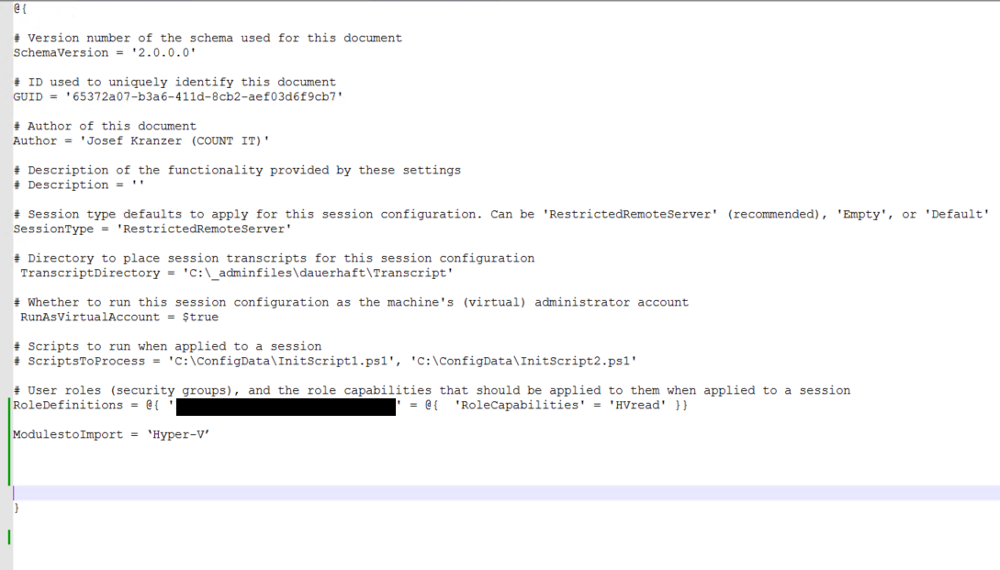 @{
# Version number of the schema used for this document
SchemaVersion = '2.0.0.0'
# ID used to uniquely identify this document
GUID = '65372a07-b3a6-411d-8cb2-aef03d6f9cb7'
# Author of this document
Author = 'Josef Kranzer (COUNT IT)'
# Description of the functionality provided by these settings
# Description = ''
# Session type defaults to apply for this session configuration. Can be 'RestrictedRemoteServer' (recommended), 'Empty', or 'Default'
SessionType = 'RestrictedRemoteServer'
# Directory to place session transcripts for this session configuration
TranscriptDirectory = 'C:\_adminfiles\dauerhaft\Transcript'
# Whether to run this session configuration as the machine's (virtual) administrator account
RunAsVirtualAccount = $true
# Scripts to run when applied to a session
# ScriptsToProcess = 'C:\ConfigData\InitScript1.ps1', 'C:\ConfigData\InitScript2.ps1'
# User roles (security groups), and the role capabilities that should be applied to them when applied to a session
RoleDefinitions = @{ ' ' = @{  'RoleCapabilities' = 'HVread' }}
ModulestoImport = ‘Hyper-V’
}